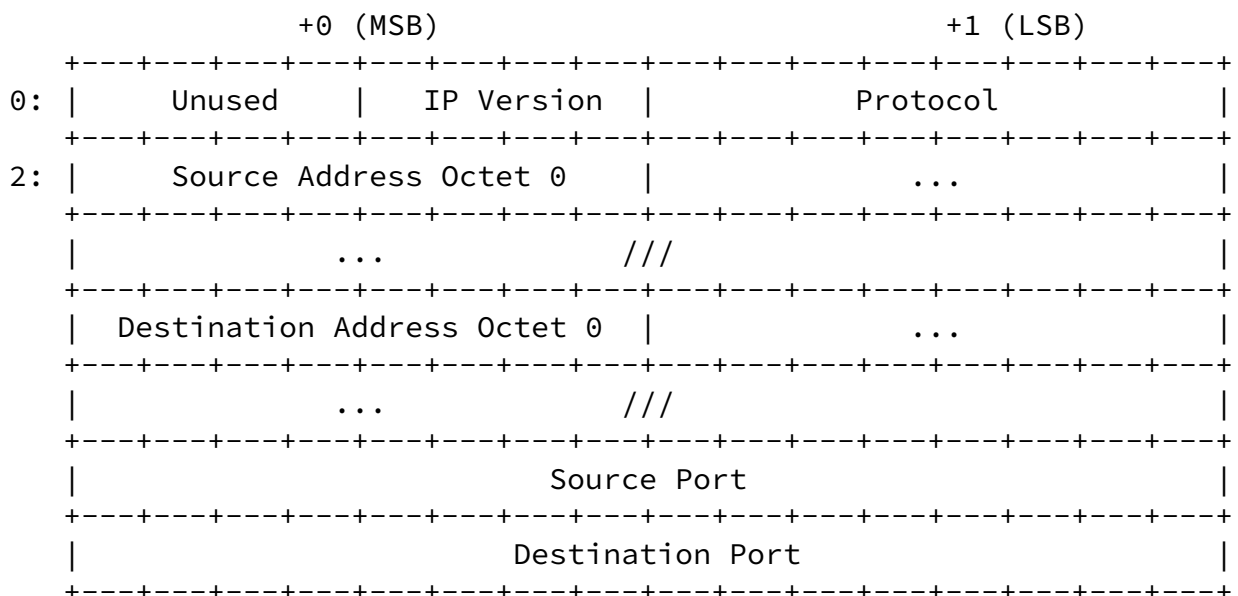 +0 (MSB)                            +1 (LSB)
   +---+---+---+---+---+---+---+---+---+---+---+---+---+---+---+---+
0: |     Unused    |   IP Version  |           Protocol            |
   +---+---+---+---+---+---+---+---+---+---+---+---+---+---+---+---+
2: |     Source Address Octet 0    |              ...              |
   +---+---+---+---+---+---+---+---+---+---+---+---+---+---+---+---+
   |              ...             ///                              |
   +---+---+---+---+---+---+---+---+---+---+---+---+---+---+---+---+
   |  Destination Address Octet 0  |              ...              |
   +---+---+---+---+---+---+---+---+---+---+---+---+---+---+---+---+
   |              ...             ///                              |
   +---+---+---+---+---+---+---+---+---+---+---+---+---+---+---+---+
   |                          Source Port                          |
   +---+---+---+---+---+---+---+---+---+---+---+---+---+---+---+---+
   |                        Destination Port                       |
   +---+---+---+---+---+---+---+---+---+---+---+---+---+---+---+---+